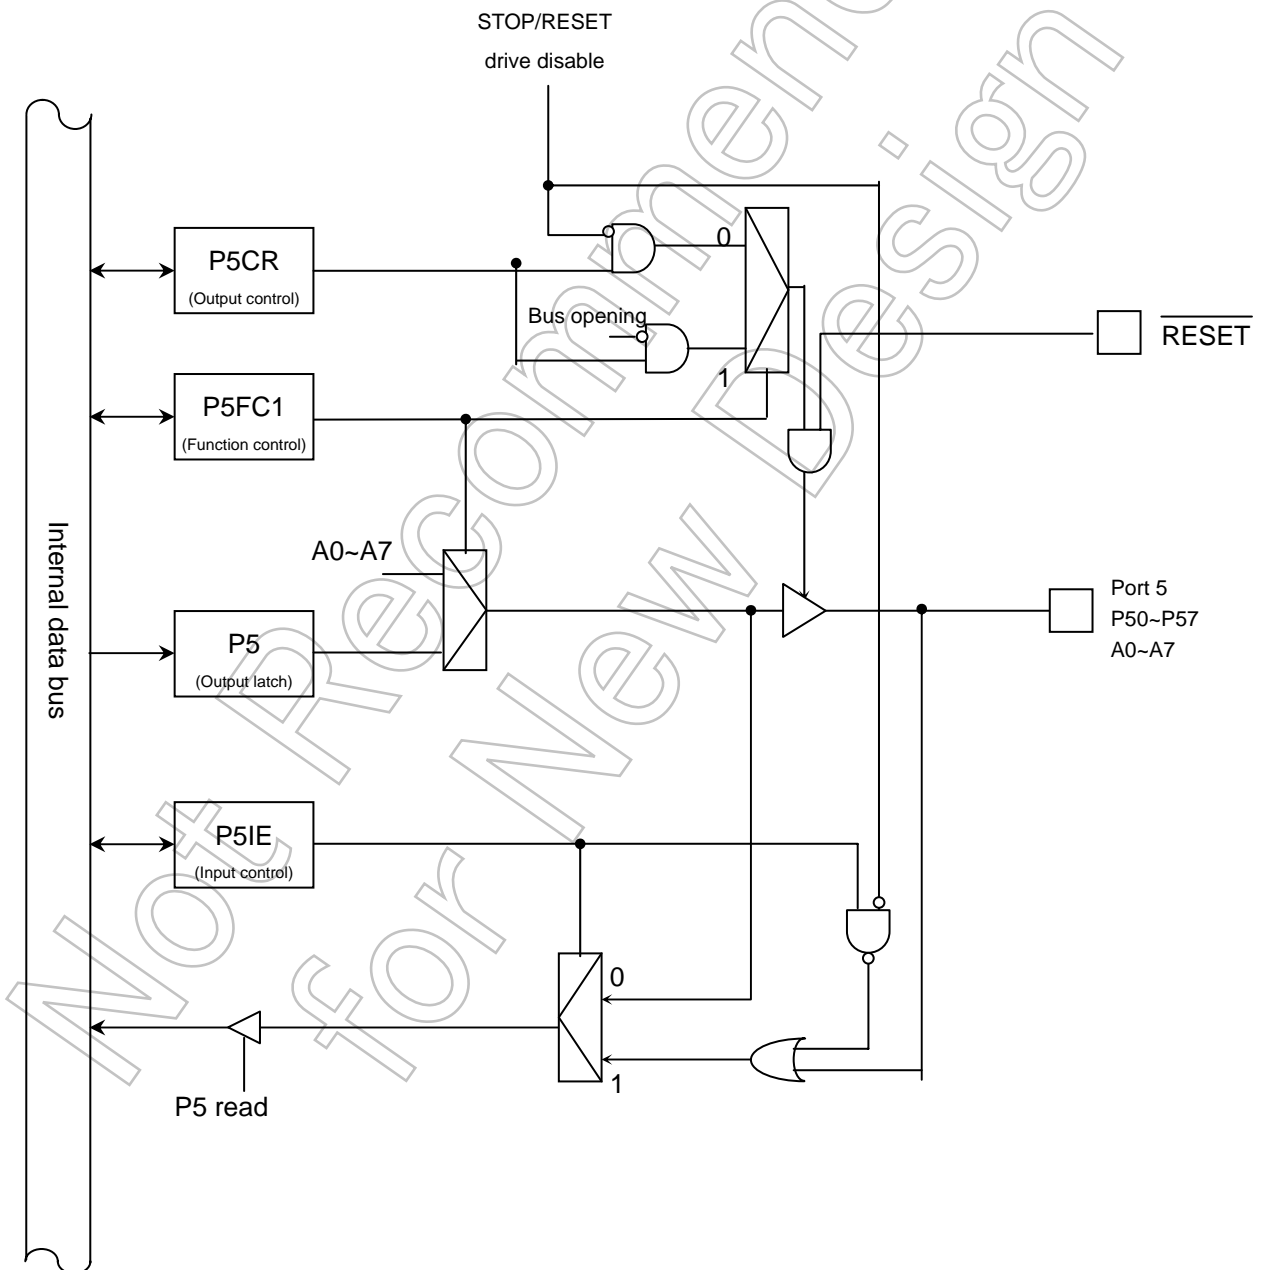 STOP/RESET
drive disable
P5CR
(Output control)
0
Bus opening
1
RESET
P5FC1
(Function control)
A0~A7
Internal data bus
P5
(Output latch)
Port 5
P50~P57
A0~A7
P5IE
(Input control)
0
1
P5 read
Not Recommen
for New Design